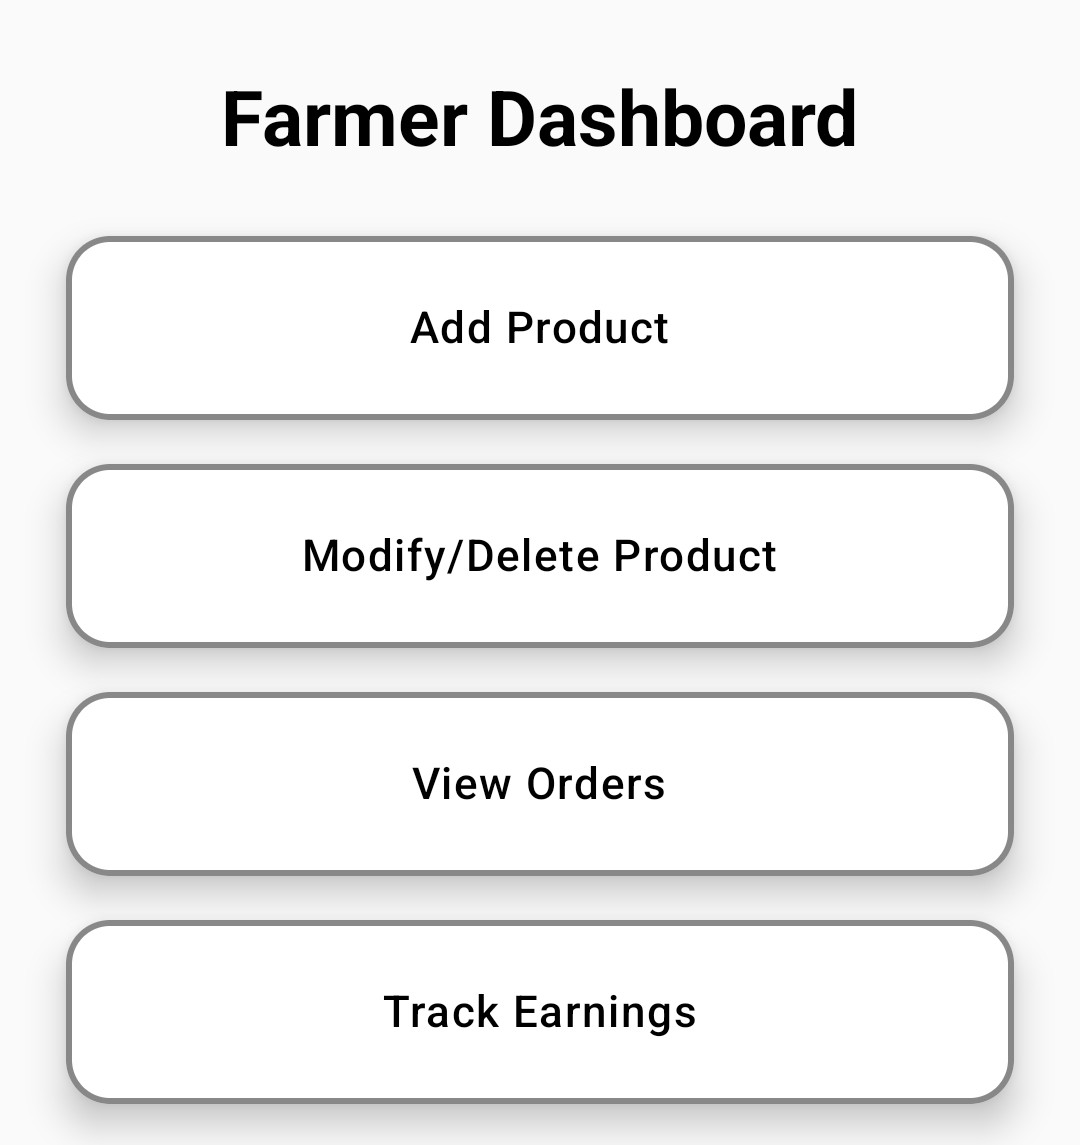 Farmer Dashboard
Add Product
Modify/Delete Product
View Orders
Track Earnings